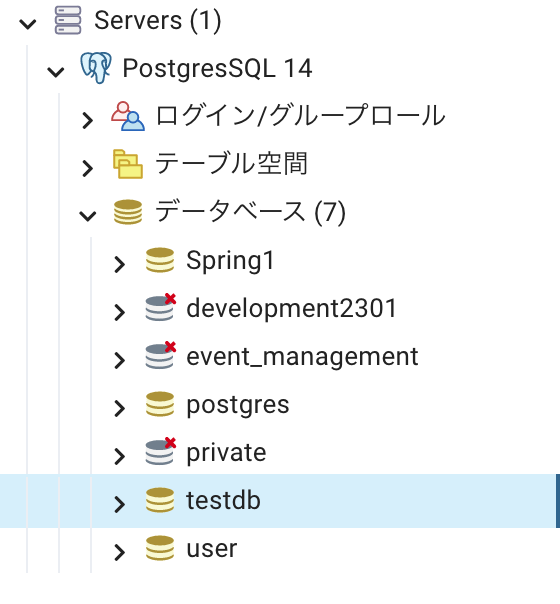 Servers (1)
PostgresSQL 14
ログイン/グループロール
テーブル空間
データベース (7)
Spring1
development2301
event_management
postgres
private
testdb
user